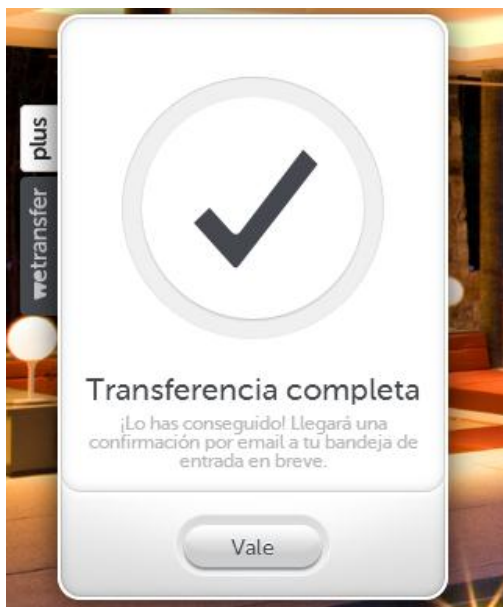 plus
wetransfer
Transferencia completa
¡Lo has conseguido! Llegará una
confirmación por email a tu bandeja de
entrada en breve.
Vale